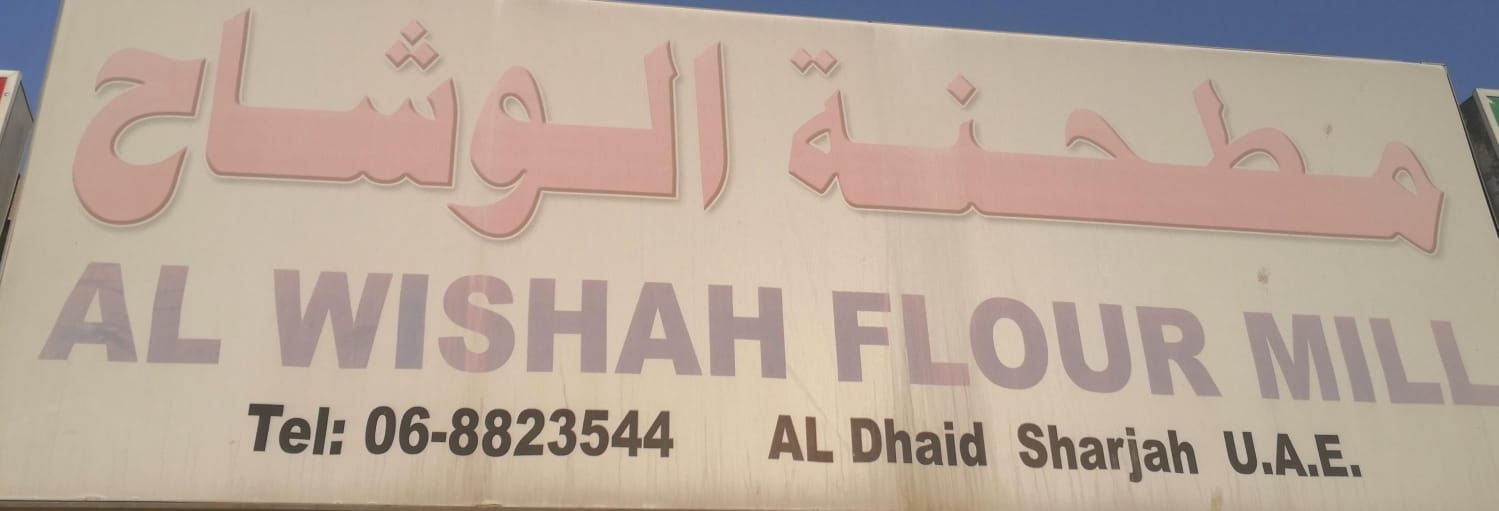 مطحنة الوشاح
AL WISHAH FLOUR MILL
Tel: 06-8823544 AL Dhaid Sharjah U.A.E.